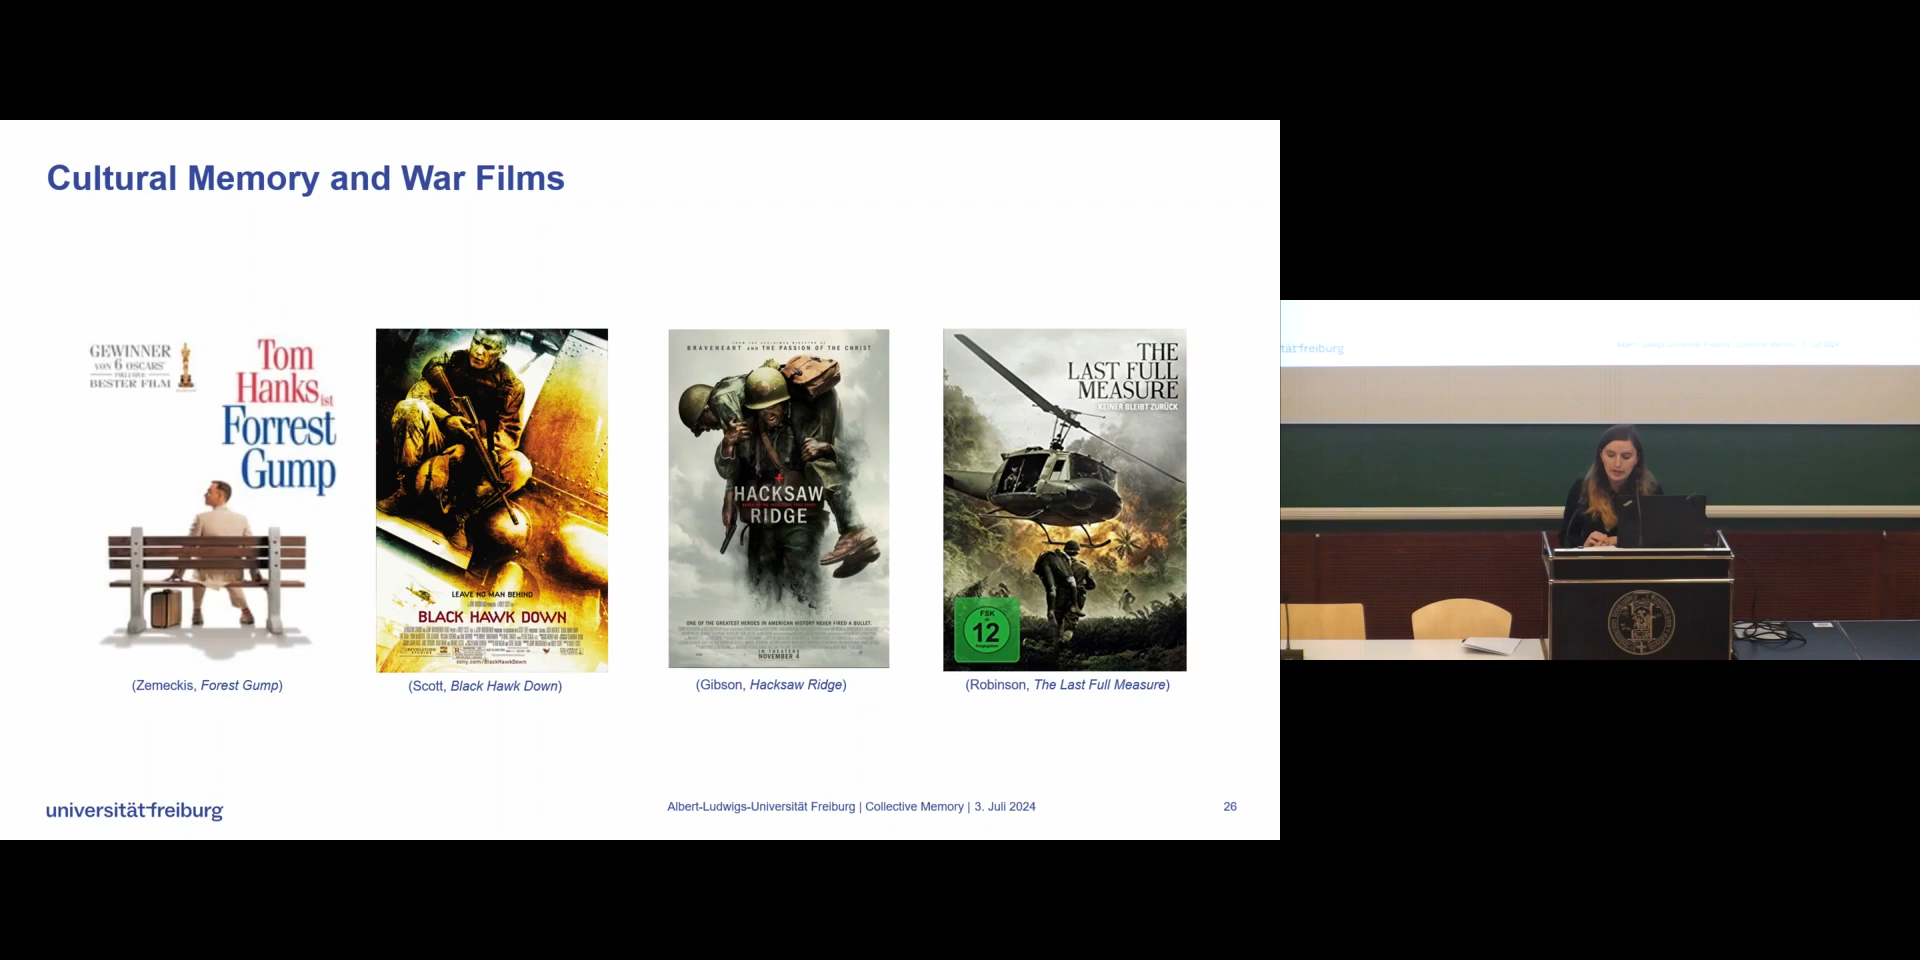 Cultural Memory and War Films
GEWINNER
VON 6 OSCARS
INKLUSIVE
BESTER FILM
Tom
Hanks ist
Forrest
Gump
(Zemeckis, Forest Gump)
LEAVE NO MAN BEHIND
BLACK HAWK DOWN
sony.com/BlackHawkDown
(Scott, Black Hawk Down)
FROM THE ACCLAIMED DIRECTOR OF
BRAVEHEART AND THE PASSION OF THE CHRIST
HACKSAW
RIDGE
ONE OF THE GREATEST HEROES IN AMERICAN HISTORY NEVER FIRED A BULLET.
IN THEATERS
NOVEMBER 4
(Gibson, Hacksaw Ridge)
THE
LAST FULL
MEASURE
KEINER BLEIBT ZURÜCK
FSK
ab
12
freigegeben
(Robinson, The Last Full Measure)
universität freiburg
Albert-Ludwigs-Universität Freiburg | Collective Memory | 3. Juli 2024
26
tät freiburg